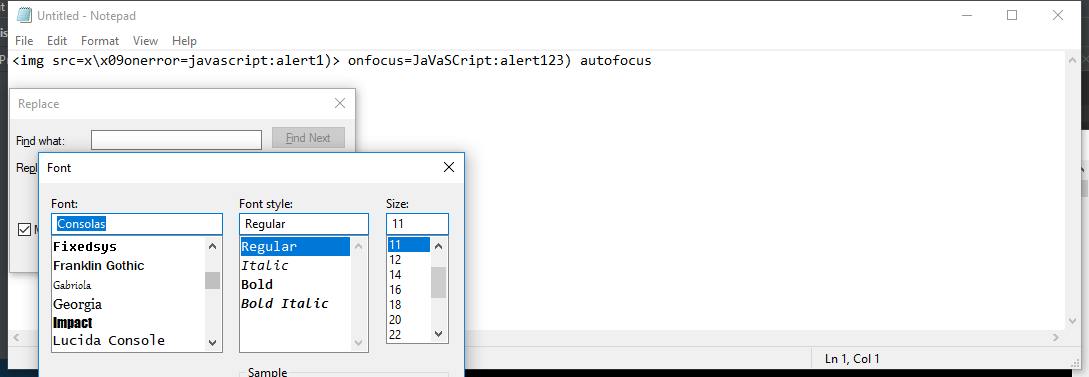 Untitled - Notepad
File Edit Format View Help
<img src=x\x09onerror=javascript:alert1)> onfocus=JaVaSCript:alert123) autofocus
Replace
Find what:
Find Next
Repl
Font
Font: Font style: Size:
Consolas Regular 11
Fixedsys
Franklin Gothic
Gabriola
Georgia
Impact
Lucida Console
Regular
Italic
Bold
Bold Italic
11
12
14
16
18
20
22
Sample
Ln 1, Col 1